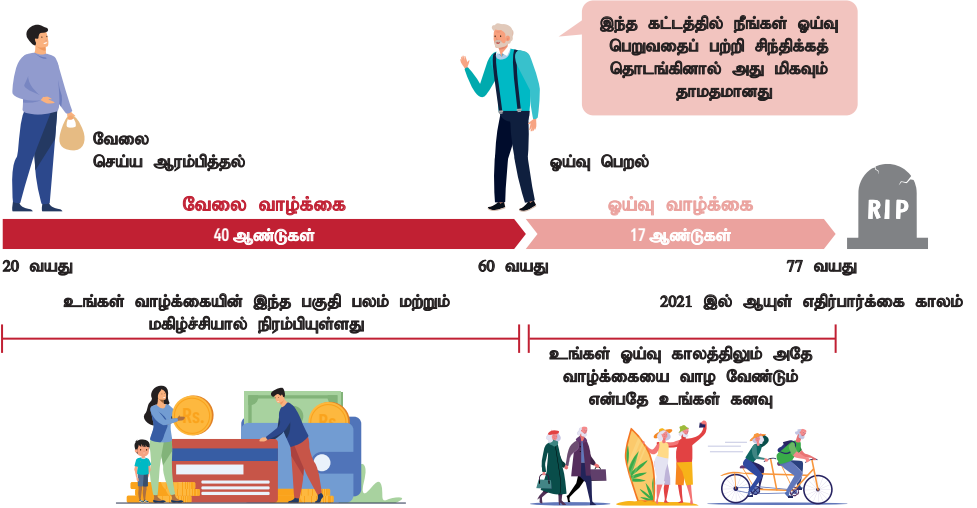 இந்த கட்டத்தில் நீங்கள் ஓய்வு
பெறுவதைப் பற்றி சிந்திக்கத்
தொடங்கினால் அது மிகவும்
தாமதமானது
வேலை
செய்ய ஆரம்பித்தல்
ஓய்வு பெறல்
வேலை வாழ்க்கை
ஓய்வு வாழ்க்கை
RIP
40 ஆண்டுகள்
17 ஆண்டுகள்
20 வயது
60 வயது
77 வயது
உங்கள் வாழ்க்கையின் இந்த பகுதி பலம் மற்றும்
மகிழ்ச்சியால் நிரம்பியுள்ளது
2021 இல் ஆயுள் எதிர்பார்க்கை காலம்
உங்கள் ஓய்வு காலத்திலும் அதே
வாழ்க்கையை வாழ வேண்டும்
என்பதே உங்கள் கனவு
Rs.
Rs.